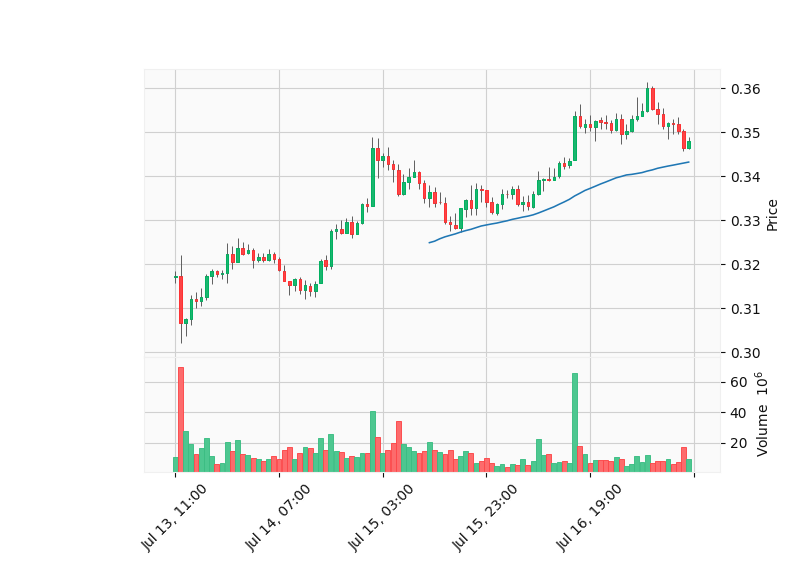 0.36
0.35
0.34
0.33
0.32
0.31
0.30
Price
60
40
20
Volume 10^6
Jul 13, 11:00
Jul 14, 07:00
Jul 15, 03:00
Jul 15, 23:00
Jul 16, 19:00